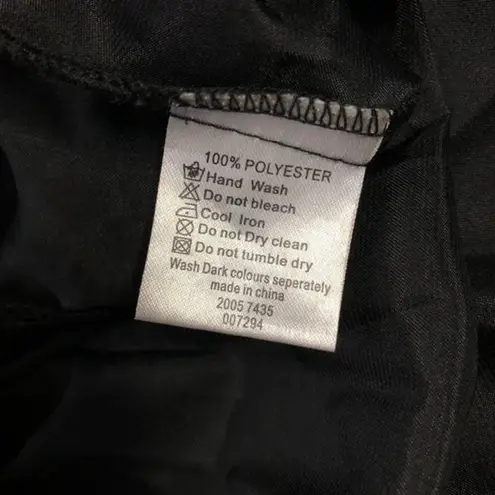 100% POLYESTER
Hand Wash
Do not bleach
Cool Iron
Do not Dry clean
Do not tumble dry
Wash Dark colours seperately
made in china
2005 7435
007294